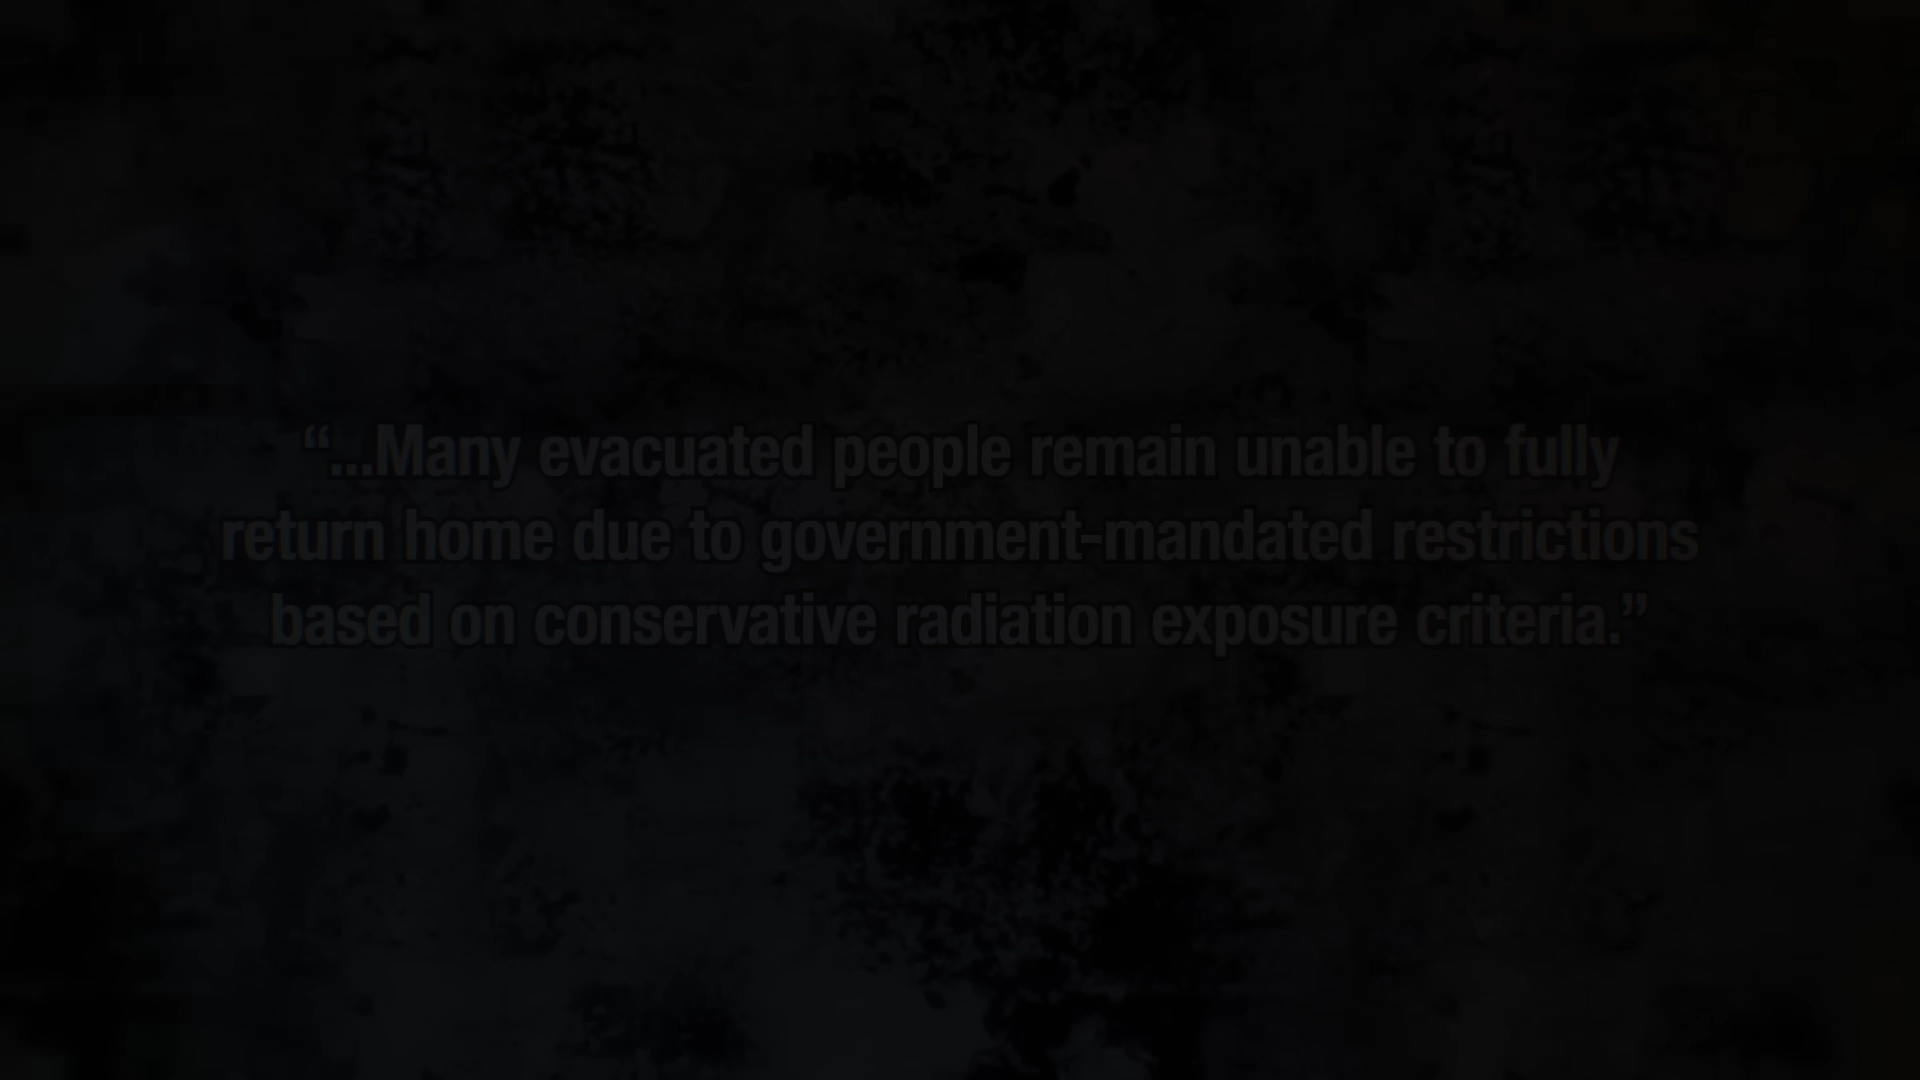 “...Many evacuated people remain unable to fully
return home due to government-mandated restrictions
based on conservative radiation exposure criteria.”